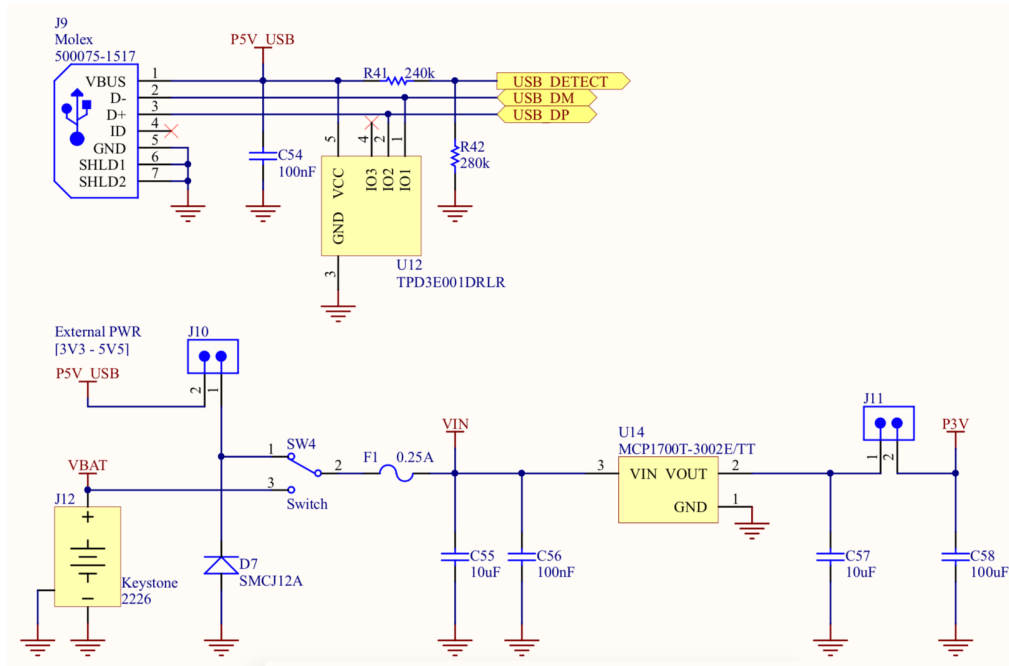 J9
Molex
500075-1517
P5V_USB
VBUS 1
D- 2
D+ 3
ID 4
GND 5
SHLD1 6
SHLD2 7
R41 240k
USB_DETECT
USB_DM
USB_DP
C54
100nF
R42
280k
5 4 2 1
VCC IO3 IO2 IO1
GND
3
U12
TPD3E001DRLR
External PWR
[3V3 - 5V5]
P5V_USB
J10
2 1
VBAT
J12
+
-
Keystone
2226
1 SW4
2
3
Switch
D7
SMCJ12A
F1 0.25A
VIN
C55
10uF
C56
100nF
U14
MCP1700T-3002E/TT
3 VIN VOUT 2
GND 1
J11
1 2
P3V
C57
10uF
C58
100uF